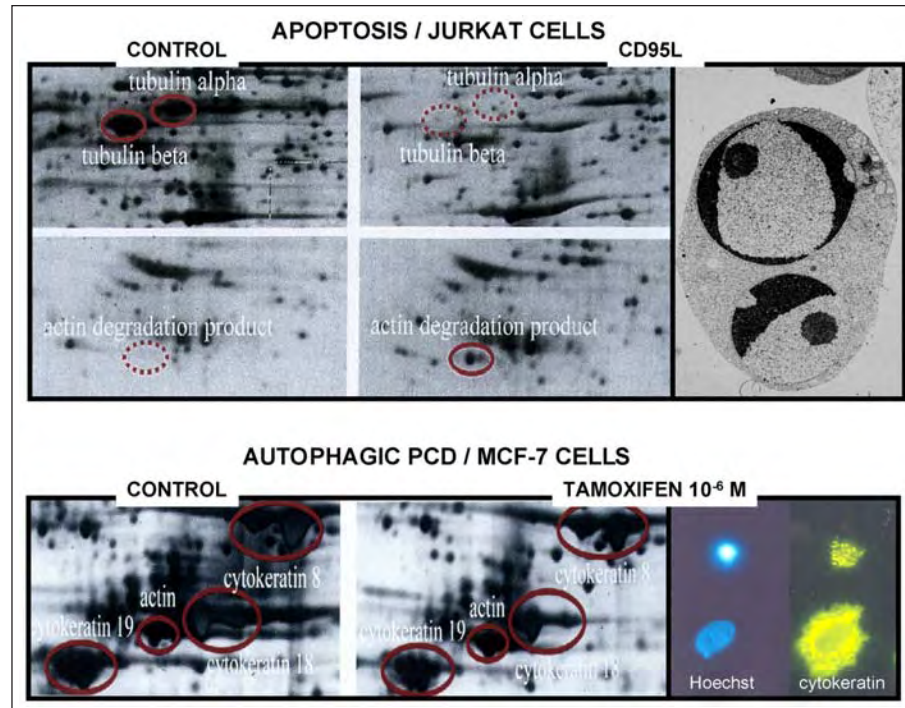 APOPTOSIS / JURKAT CELLS
CONTROL
CD95L
tubulin alpha
tubulin beta
tubulin alpha
tubulin beta
actin degradation product
actin degradation product
AUTOPHAGIC PCD / MCF-7 CELLS
CONTROL
TAMOXIFEN 10⁻⁶ M
cytokeratin 8
actin
cytokeratin 19
cytokeratin 18
cytokeratin 8
actin
cytokeratin 19
cytokeratin 18
Hoechst
cytokeratin